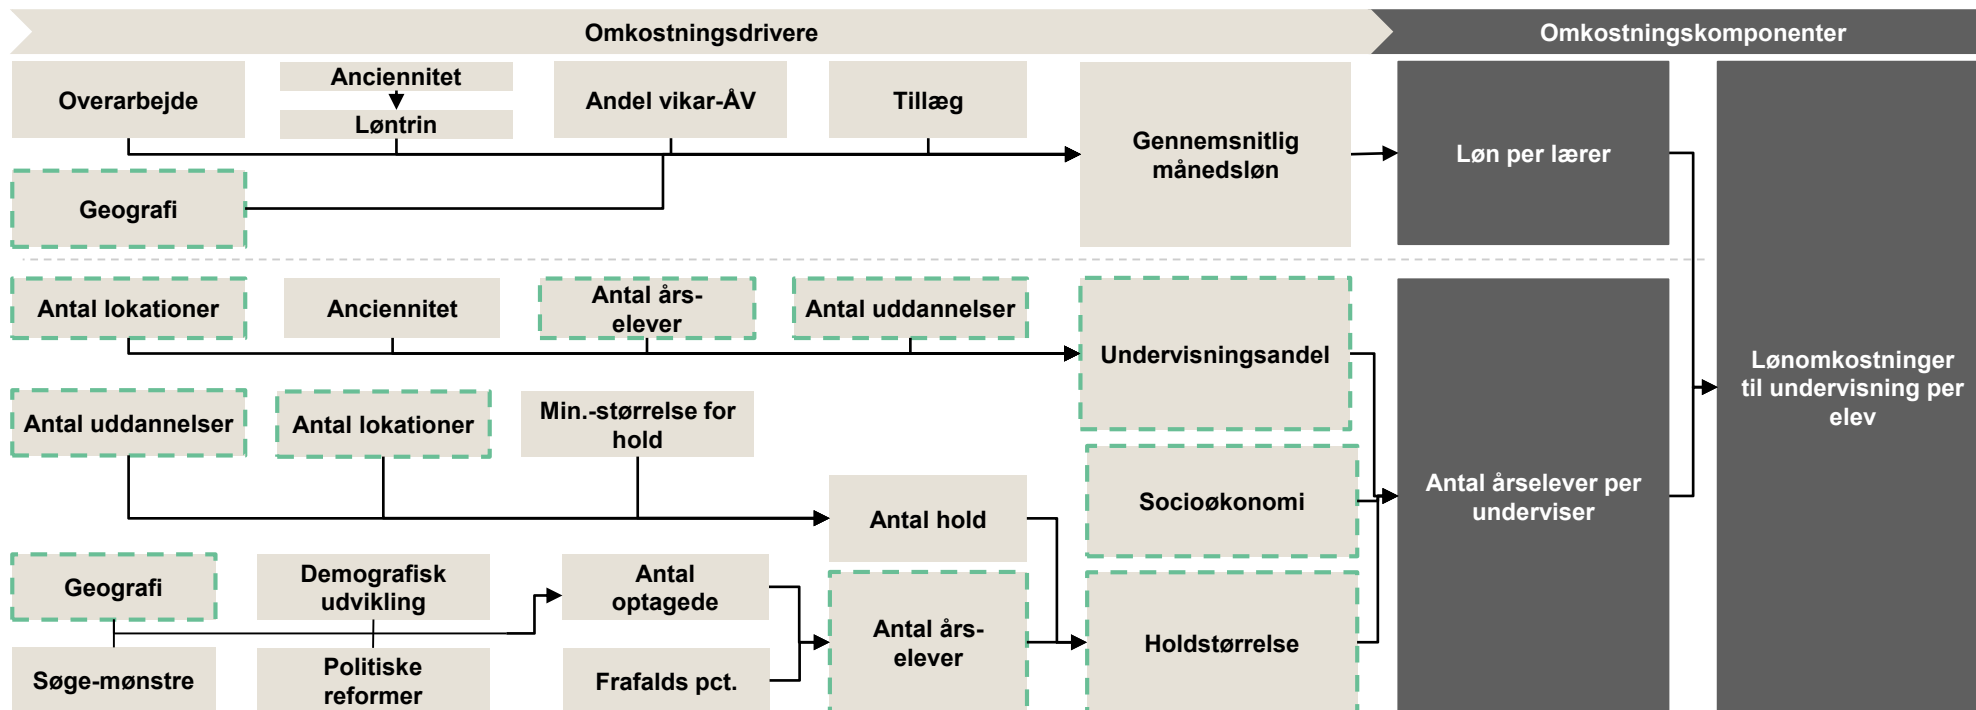 Omkostningsdrivere
Omkostningskomponenter
Overarbejde
Anciennitet
Løntrin
Andel vikar-ÅV
Tillæg
Gennemsnitlig
månedsløn
Løn per lærer
Geografi
Antal lokationer
Anciennitet
Antal års-
elever
Antal uddannelser
Undervisningsandel
Lønomkostninger
til undervisning per
elev
Antal uddannelser
Antal lokationer
Min.-størrelse for
hold
Socioøkonomi
Antal årselever per
underviser
Antal hold
Geografi
Demografisk
udvikling
Antal
optagede
Antal års-
elever
Holdstørrelse
Søge-mønstre
Politiske
reformer
Frafalds pct.